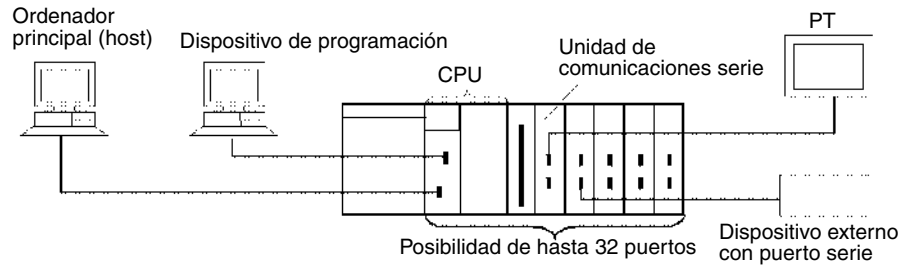 Ordenador
principal (host)
Dispositivo de programación
CPU
Unidad de
comunicaciones serie
PT
Posibilidad de hasta 32 puertos
Dispositivo externo
con puerto serie